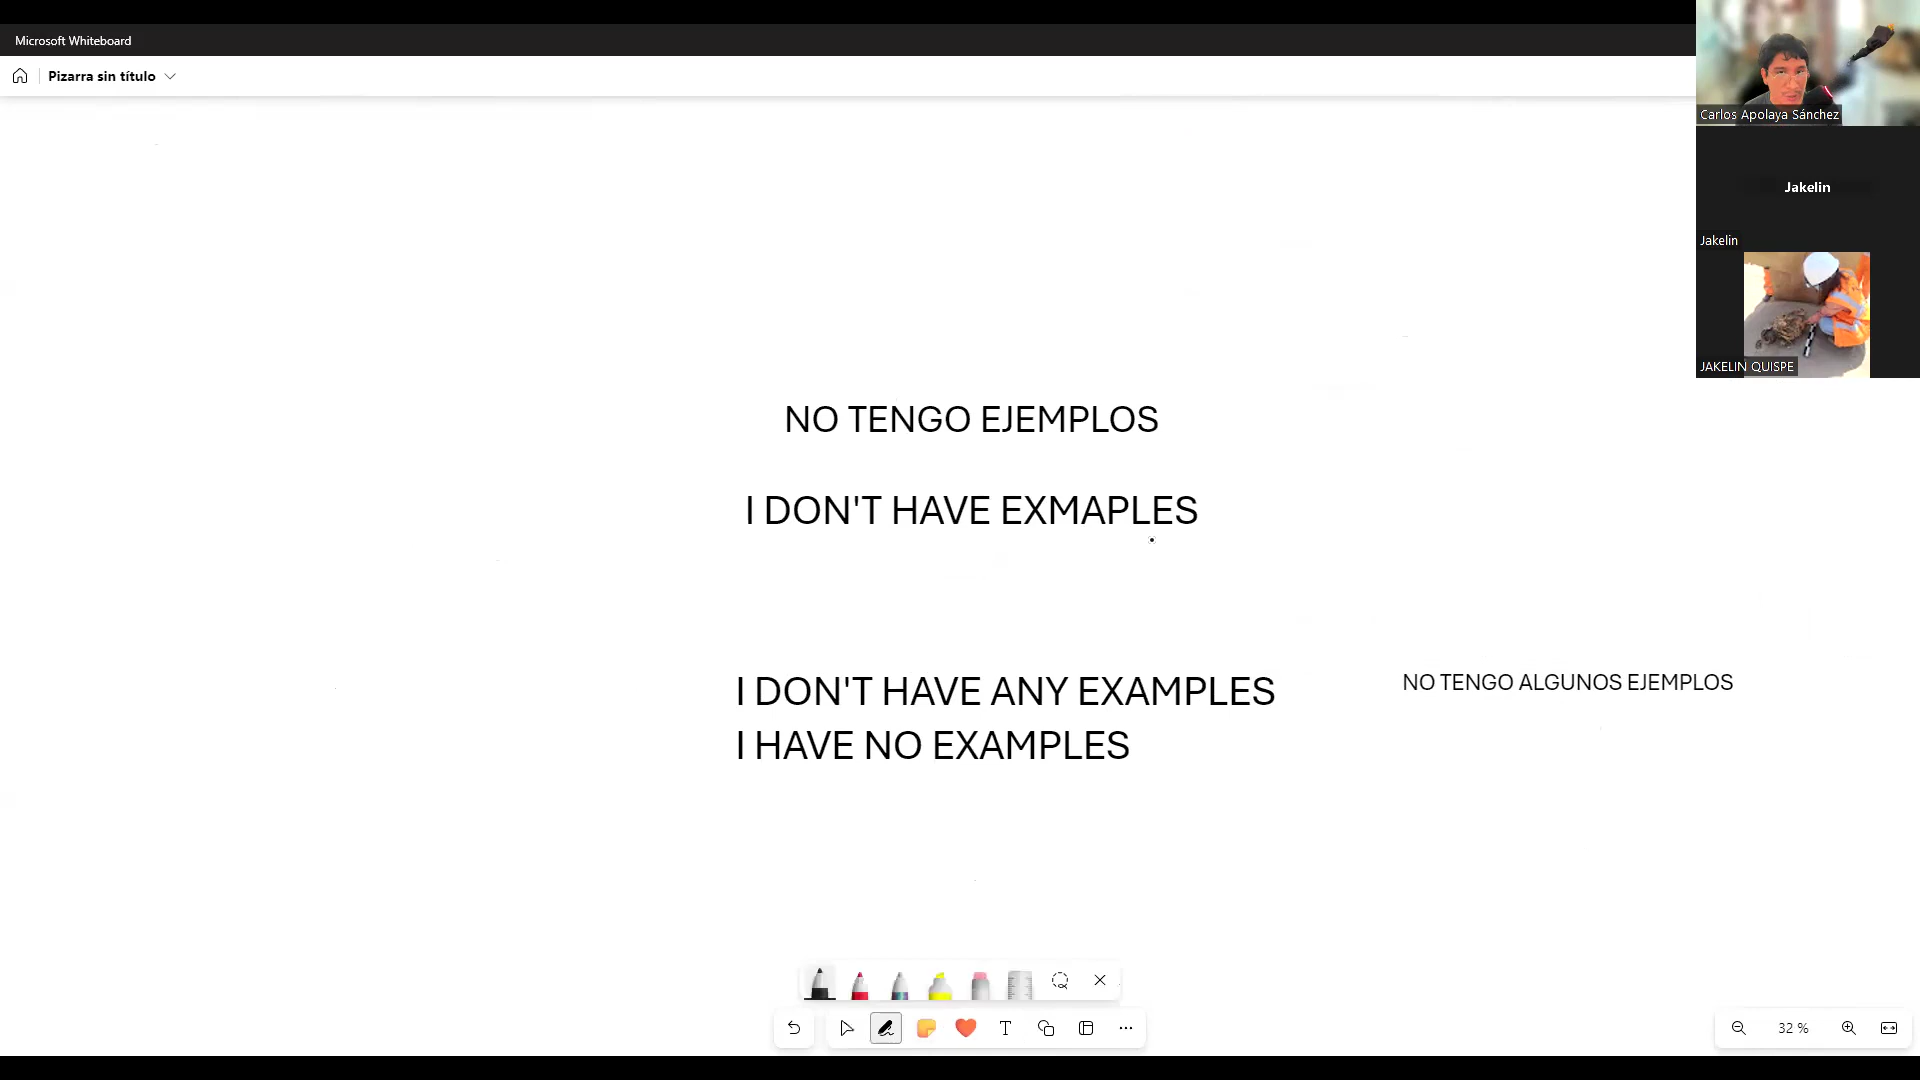 Microsoft Whiteboard
Pizarra sin título
Carlos Apolaya Sánchez
Jakelin
Jakelin
JAKELIN QUISPE
NO TENGO EJEMPLOS
I DON'T HAVE EXMAPLES
I DON'T HAVE ANY EXAMPLES
NO TENGO ALGUNOS EJEMPLOS
I HAVE NO EXAMPLES
32 %